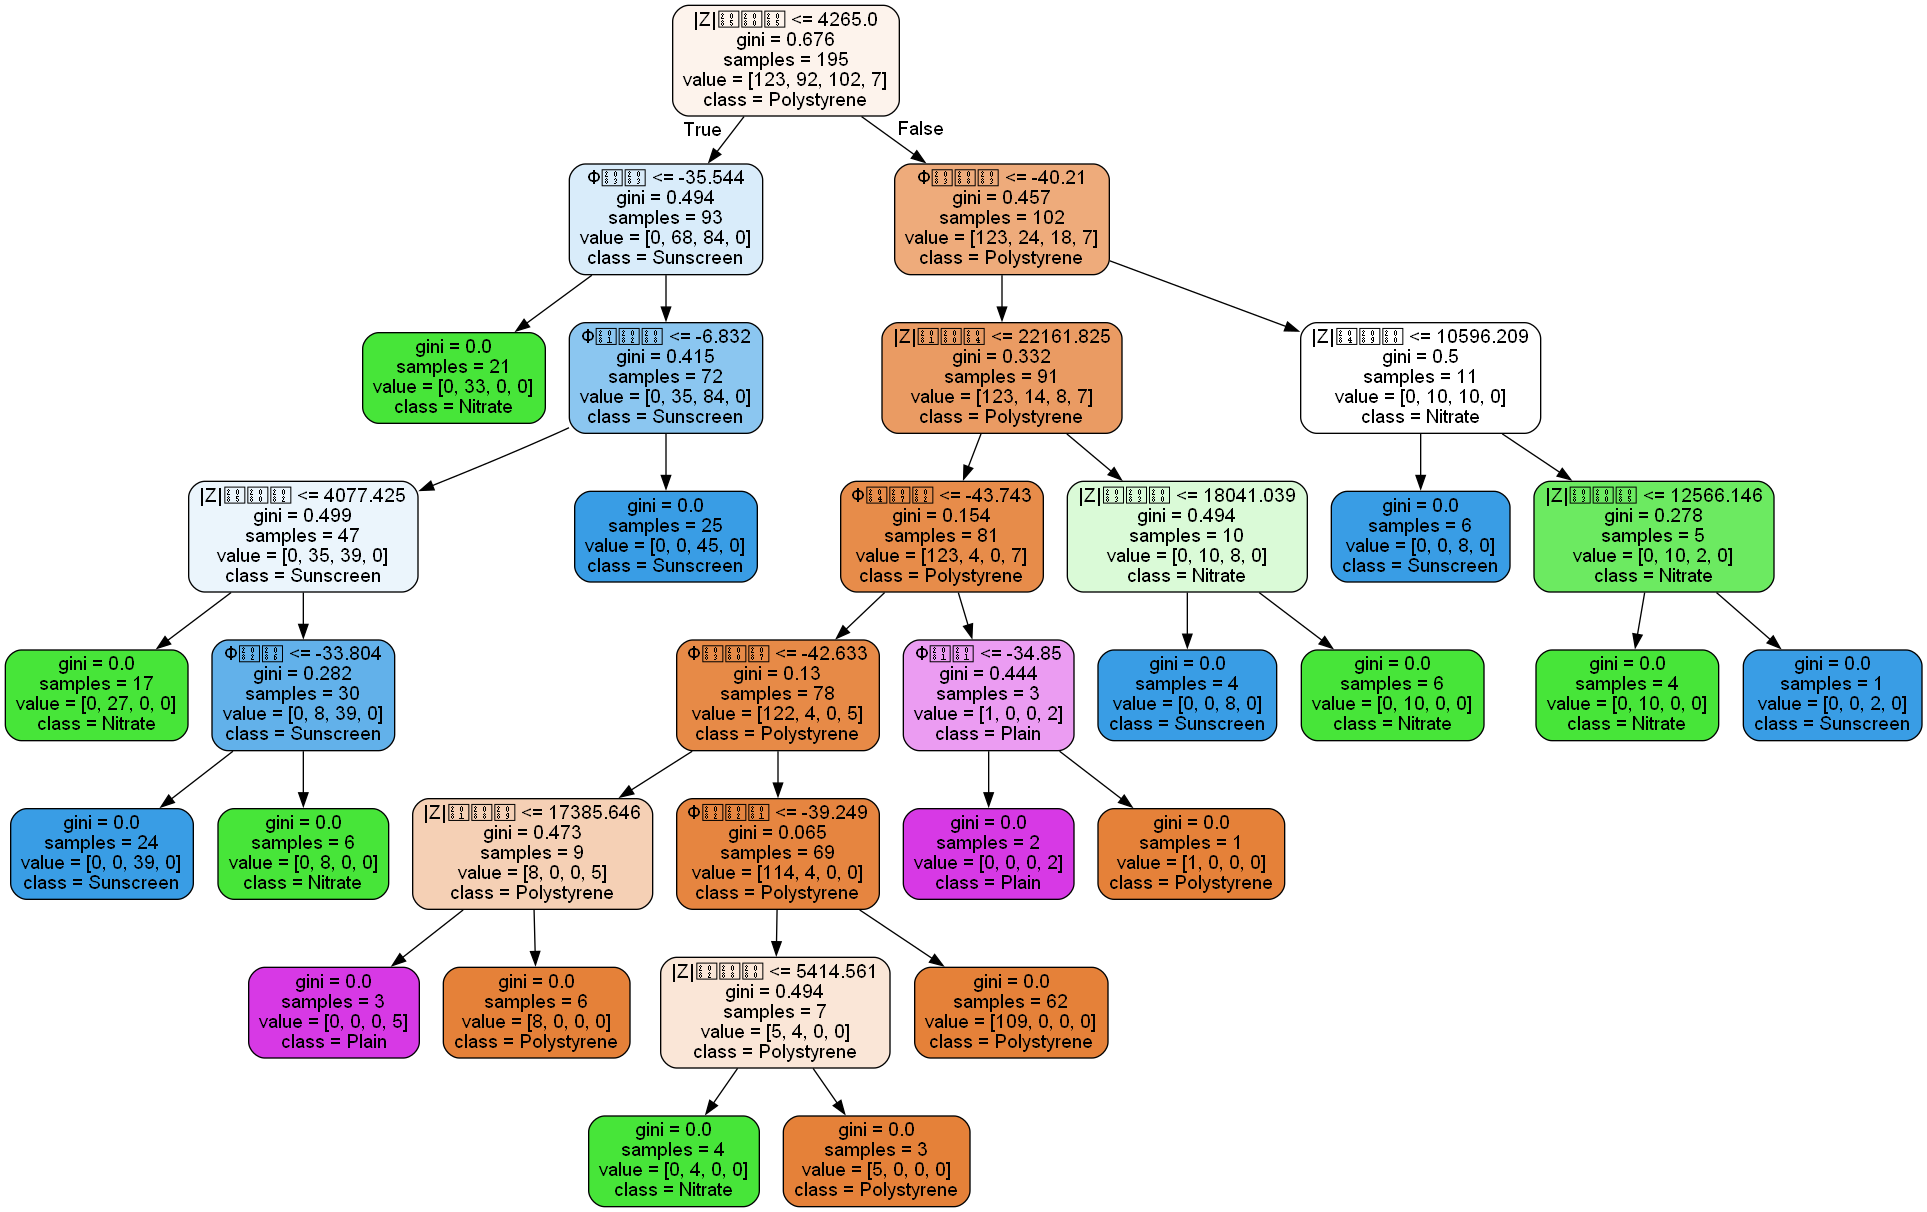 |Z| <= 4265.0
gini = 0.676
samples = 195
value = [123, 92, 102, 7]
class = Polystyrene
True
False
Φ <= -35.544
gini = 0.494
samples = 93
value = [0, 68, 84, 0]
class = Sunscreen
Φ <= -40.21
gini = 0.457
samples = 102
value = [123, 24, 18, 7]
class = Polystyrene
gini = 0.0
samples = 21
value = [0, 33, 0, 0]
class = Nitrate
Φ <= -6.832
gini = 0.415
samples = 72
value = [0, 35, 84, 0]
class = Sunscreen
|Z| <= 22161.825
gini = 0.332
samples = 91
value = [123, 14, 8, 7]
class = Polystyrene
|Z| <= 10596.209
gini = 0.5
samples = 11
value = [0, 10, 10, 0]
class = Nitrate
|Z| <= 4077.425
gini = 0.499
samples = 47
value = [0, 35, 39, 0]
class = Sunscreen
gini = 0.0
samples = 25
value = [0, 0, 45, 0]
class = Sunscreen
Φ <= -43.743
gini = 0.154
samples = 81
value = [123, 4, 0, 7]
class = Polystyrene
|Z| <= 18041.039
gini = 0.494
samples = 10
value = [0, 10, 8, 0]
class = Nitrate
gini = 0.0
samples = 6
value = [0, 0, 8, 0]
class = Sunscreen
|Z| <= 12566.146
gini = 0.278
samples = 5
value = [0, 10, 2, 0]
class = Nitrate
gini = 0.0
samples = 17
value = [0, 27, 0, 0]
class = Nitrate
Φ <= -33.804
gini = 0.282
samples = 30
value = [0, 8, 39, 0]
class = Sunscreen
Φ <= -42.633
gini = 0.13
samples = 78
value = [122, 4, 0, 5]
class = Polystyrene
Φ <= -34.85
gini = 0.444
samples = 3
value = [1, 0, 0, 2]
class = Plain
gini = 0.0
samples = 4
value = [0, 0, 8, 0]
class = Sunscreen
gini = 0.0
samples = 6
value = [0, 10, 0, 0]
class = Nitrate
gini = 0.0
samples = 4
value = [0, 10, 0, 0]
class = Nitrate
gini = 0.0
samples = 1
value = [0, 0, 2, 0]
class = Sunscreen
gini = 0.0
samples = 24
value = [0, 0, 39, 0]
class = Sunscreen
gini = 0.0
samples = 6
value = [0, 8, 0, 0]
class = Nitrate
|Z| <= 17385.646
gini = 0.473
samples = 9
value = [8, 0, 0, 5]
class = Polystyrene
Φ <= -39.249
gini = 0.065
samples = 69
value = [114, 4, 0, 0]
class = Polystyrene
gini = 0.0
samples = 2
value = [0, 0, 0, 2]
class = Plain
gini = 0.0
samples = 1
value = [1, 0, 0, 0]
class = Polystyrene
gini = 0.0
samples = 3
value = [0, 0, 0, 5]
class = Plain
gini = 0.0
samples = 6
value = [8, 0, 0, 0]
class = Polystyrene
|Z| <= 5414.561
gini = 0.494
samples = 7
value = [5, 4, 0, 0]
class = Polystyrene
gini = 0.0
samples = 62
value = [109, 0, 0, 0]
class = Polystyrene
gini = 0.0
samples = 4
value = [0, 4, 0, 0]
class = Nitrate
gini = 0.0
samples = 3
value = [5, 0, 0, 0]
class = Polystyrene